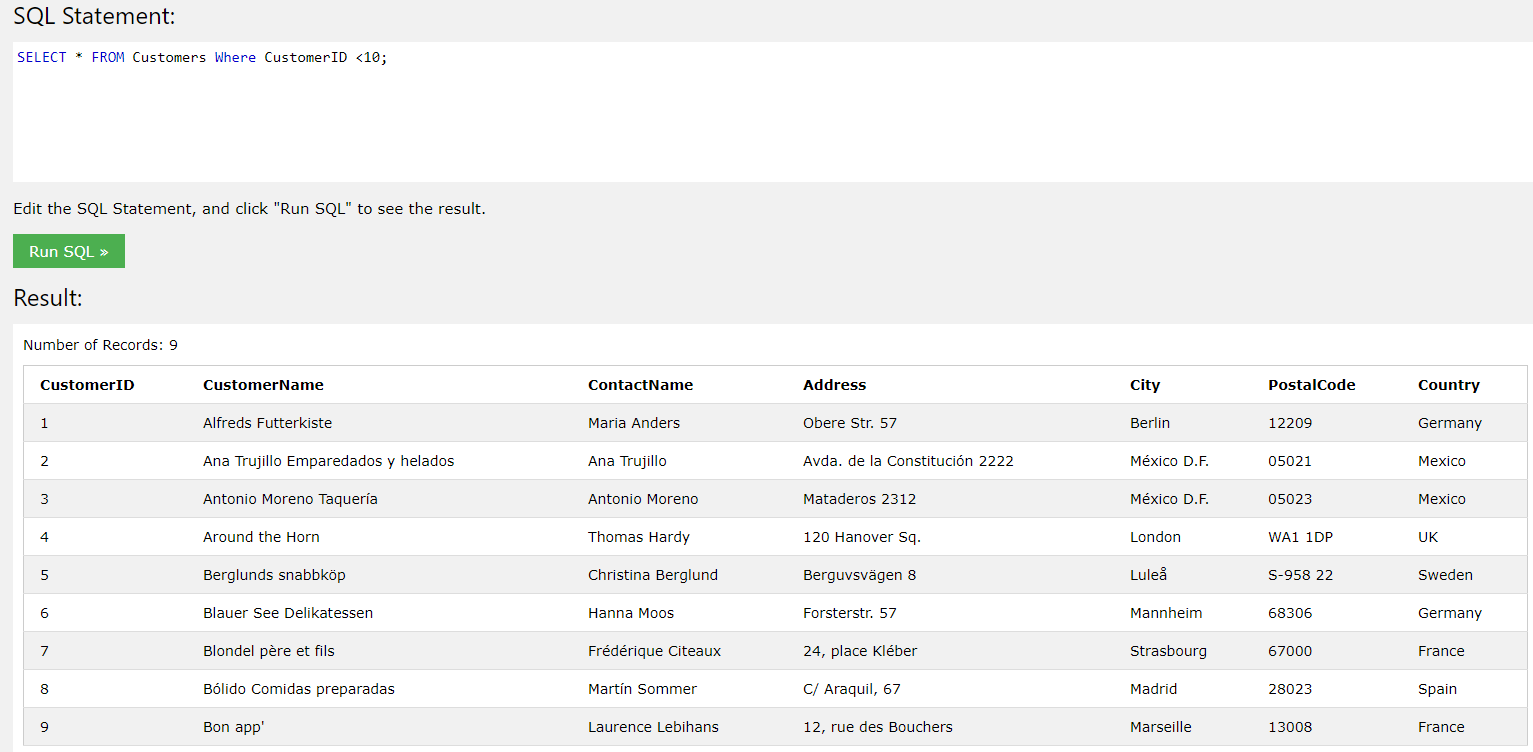 SQL Statement:
SELECT * FROM Customers Where CustomerID <10;
Edit the SQL Statement, and click "Run SQL" to see the result.
Run SQL »
Result:
Number of Records: 9
CustomerID CustomerName ContactName Address City PostalCode Country
1 Alfreds Futterkiste Maria Anders Obere Str. 57 Berlin 12209 Germany
2 Ana Trujillo Emparedados y helados Ana Trujillo Avda. de la Constitución 2222 México D.F. 05021 Mexico
3 Antonio Moreno Taquería Antonio Moreno Mataderos 2312 México D.F. 05023 Mexico
4 Around the Horn Thomas Hardy 120 Hanover Sq. London WA1 1DP UK
5 Berglunds snabbköp Christina Berglund Berguvsvägen 8 Luleå S-958 22 Sweden
6 Blauer See Delikatessen Hanna Moos Forsterstr. 57 Mannheim 68306 Germany
7 Blondel père et fils Frédérique Citeaux 24, place Kléber Strasbourg 67000 France
8 Bólido Comidas preparadas Martín Sommer C/ Araquil, 67 Madrid 28023 Spain
9 Bon app' Laurence Lebihans 12, rue des Bouchers Marseille 13008 France